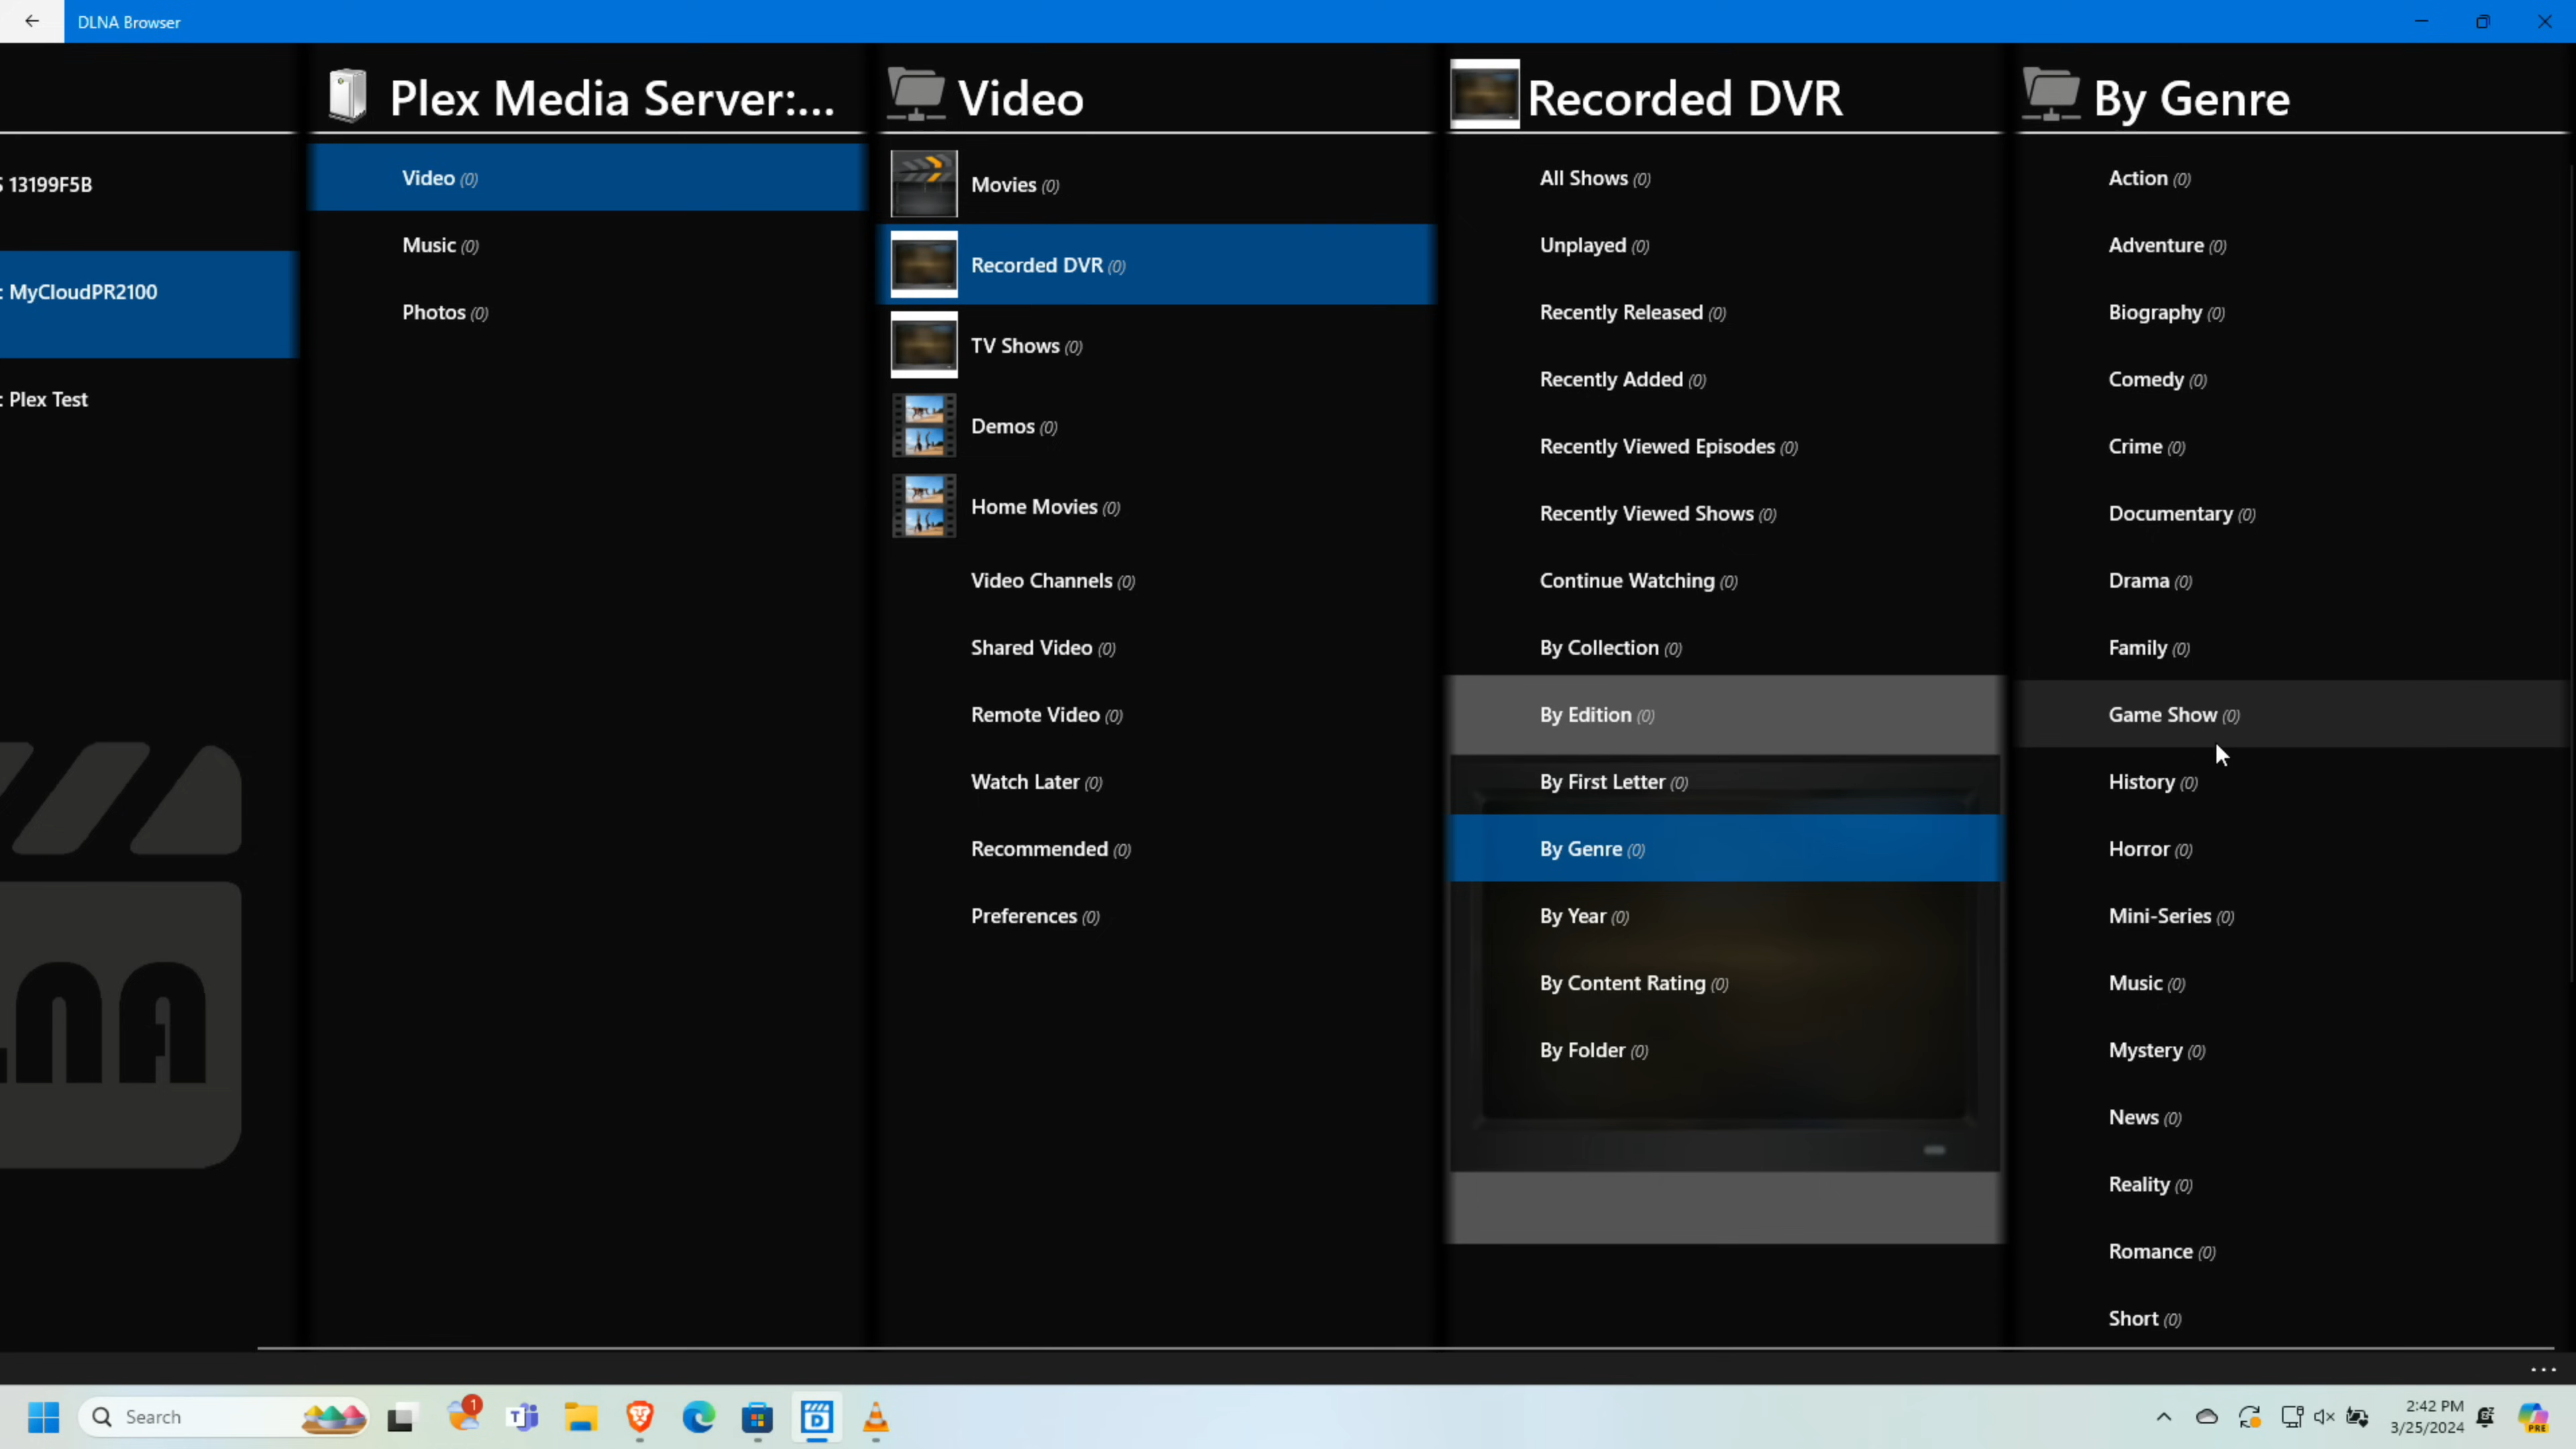 DLNA Browser
S 13199F5B
: MyCloudPR2100
: Plex Test
LNA
Plex Media Server:...
Video (0)
Music (0)
Photos (0)
Video
Movies (0)
Recorded DVR (0)
TV Shows (0)
Demos (0)
Home Movies (0)
Video Channels (0)
Shared Video (0)
Remote Video (0)
Watch Later (0)
Recommended (0)
Preferences (0)
Recorded DVR
All Shows (0)
Unplayed (0)
Recently Released (0)
Recently Added (0)
Recently Viewed Episodes (0)
Recently Viewed Shows (0)
Continue Watching (0)
By Collection (0)
By Edition (0)
By First Letter (0)
By Genre (0)
By Year (0)
By Content Rating (0)
By Folder (0)
By Genre
Action (0)
Adventure (0)
Biography (0)
Comedy (0)
Crime (0)
Documentary (0)
Drama (0)
Family (0)
Game Show (0)
History (0)
Horror (0)
Mini-Series (0)
Music (0)
Mystery (0)
News (0)
Reality (0)
Romance (0)
Short (0)
Search
1
T
D
2:42 PM
3/25/2024
PRE